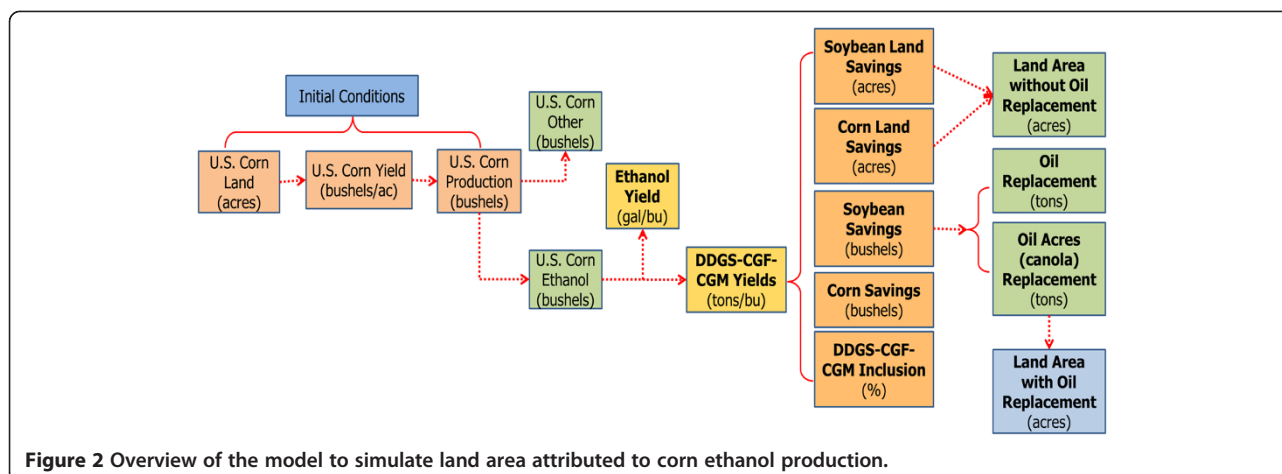 Initial Conditions
U.S. Corn
Land
(acres)
U.S. Corn Yield
(bushels/ac)
U.S. Corn
Production
(bushels)
U.S. Corn
Other
(bushels)
U.S. Corn
Ethanol
(bushels)
Ethanol
Yield
(gal/bu)
DDGS-CGF-
CGM Yields
(tons/bu)
Soybean Land
Savings
(acres)
Corn Land
Savings
(acres)
Soybean
Savings
(bushels)
Corn Savings
(bushels)
DDGS-CGF-
CGM Inclusion
(%)
Land Area
without Oil
Replacement
(acres)
Oil
Replacement
(tons)
Oil Acres
(canola)
Replacement
(tons)
Land Area
with Oil
Replacement
(acres)
Figure 2 Overview of the model to simulate land area attributed to corn ethanol production.